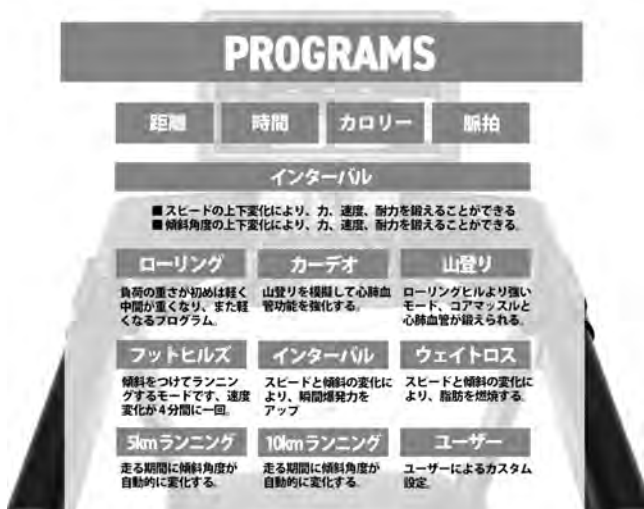 PROGRAMS
距離 時間 カロリー 脈拍
インターバル
■スピードの上下変化により、力、速度、耐力を鍛えることができる
■傾斜角度の上下変化により、力、速度、耐力を鍛えることができる。
ローリング
負荷の重さが初めは軽く
中間が重くなリ、また軽
くなるプログラム。
カーデオ
山登りを模擬して心肺血
管功能を強化する。
山登り
ローリングヒルより強い
モード、コアマッスルと
心肺血管が鍛えられる。
フットヒルズ
傾斜をつけてランニン
グするモードです、速度
変化が4分間に一回。
インターバル
スピードと傾斜の変化に
より、瞬間爆発力を
アップ
ウェイトロス
スピードと傾斜の変化に
より、脂肪を燃焼する。
5kmランニング
走る期間に傾斜角度が
自動的に変化する。
10kmランニング
走る期間に傾斜角度が
自動的に変化する。
ユーザー
ユーザーによるカスタム
設定。